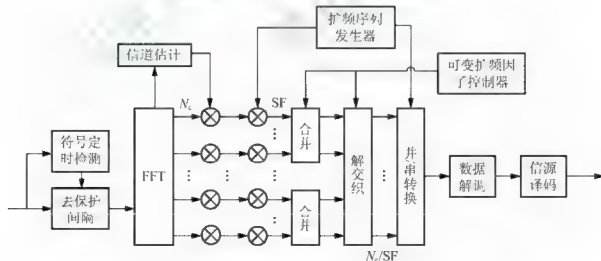 扩频序列
发生器
信道估计
可变扩频因
子控制器
N_c
SF
合并
符号定
时检测
FFT
解交织
并串转换
数据
解调
信源
译码
去保护
间隔
合并
N_c/SF